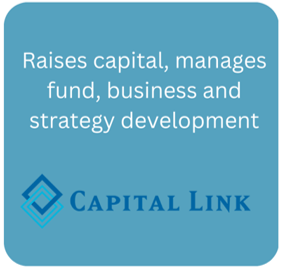 Raises capital, manages
fund, business and
strategy development
CAPITAL LINK